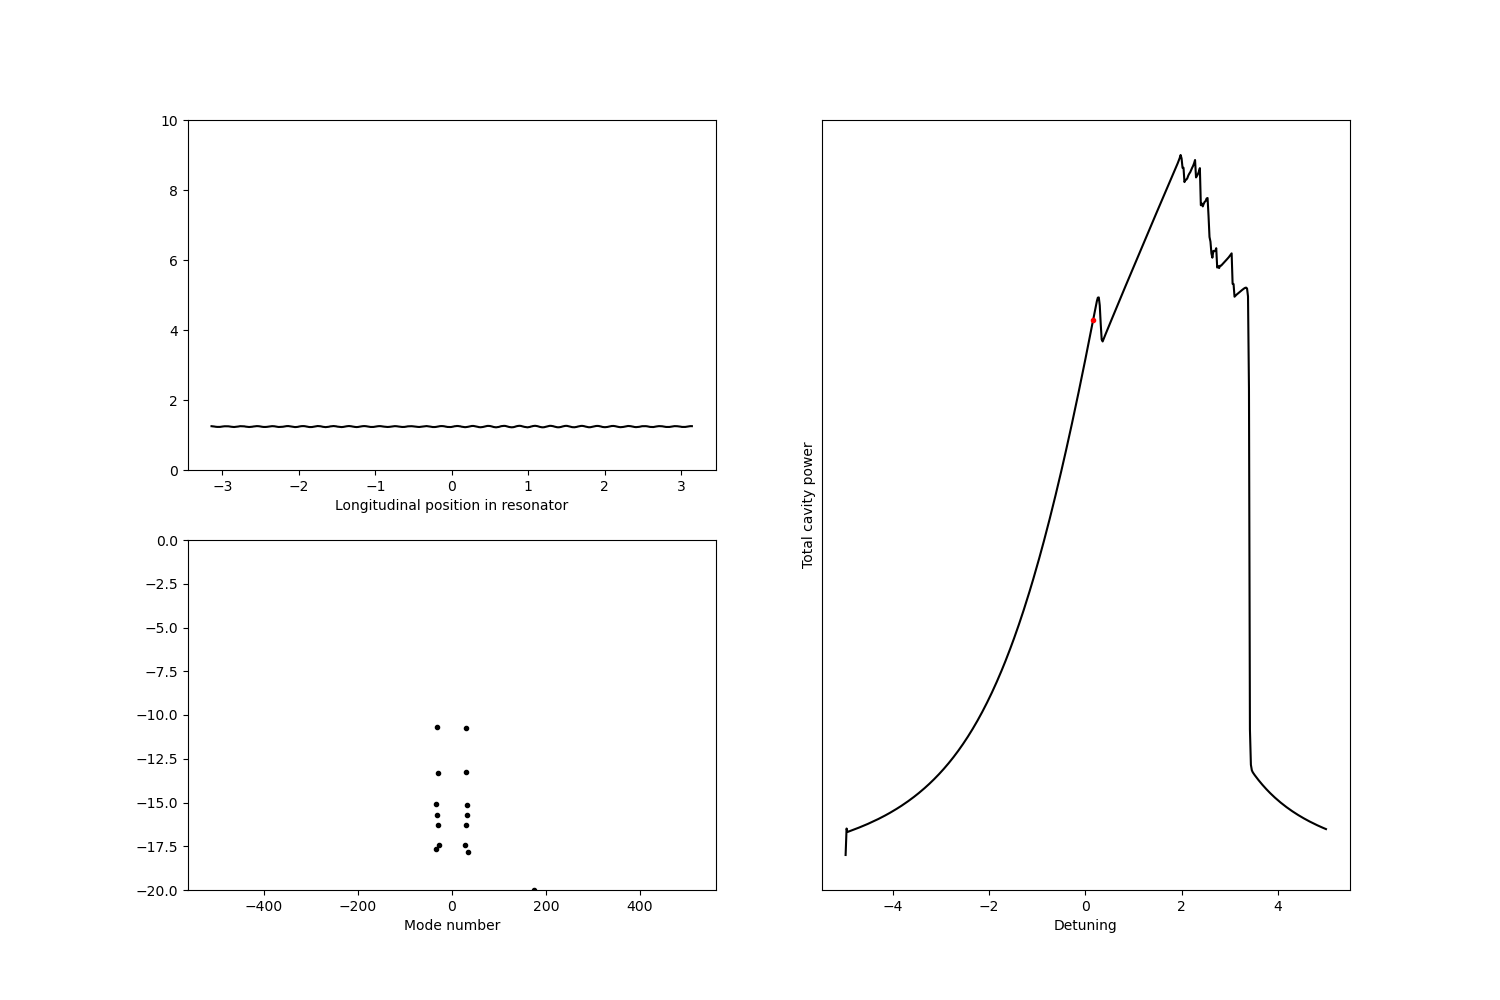 10
8
6
4
2
0
−3 −2 −1 0 1 2 3
Longitudinal position in resonator
0.0
−2.5
−5.0
−7.5
−10.0
−12.5
−15.0
−17.5
−20.0
−400 −200 0 200 400
Mode number
Total cavity power
−4 −2 0 2 4
Detuning